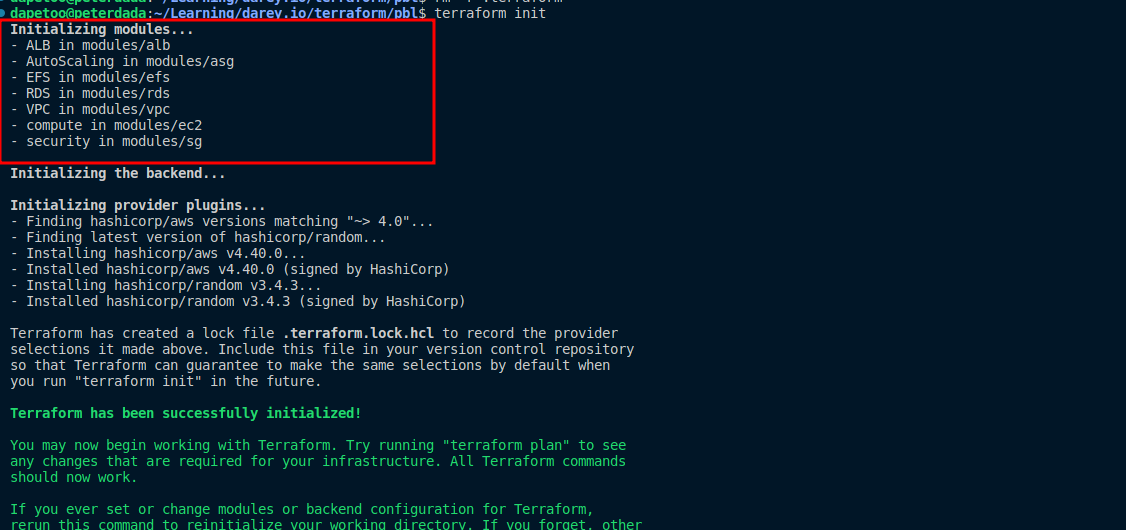 dapetoo@peterdada:~/Learning/darey.io/terraform/pbl$ terraform init
Initializing modules...
- ALB in modules/alb
- AutoScaling in modules/asg
- EFS in modules/efs
- RDS in modules/rds
- VPC in modules/vpc
- compute in modules/ec2
- security in modules/sg
Initializing the backend...
Initializing provider plugins...
- Finding hashicorp/aws versions matching "~> 4.0"...
- Finding latest version of hashicorp/random...
- Installing hashicorp/aws v4.40.0...
- Installed hashicorp/aws v4.40.0 (signed by HashiCorp)
- Installing hashicorp/random v3.4.3...
- Installed hashicorp/random v3.4.3 (signed by HashiCorp)
Terraform has created a lock file .terraform.lock.hcl to record the provider
selections it made above. Include this file in your version control repository
so that Terraform can guarantee to make the same selections by default when
you run "terraform init" in the future.
Terraform has been successfully initialized!
You may now begin working with Terraform. Try running "terraform plan" to see
any changes that are required for your infrastructure. All Terraform commands
should now work.
If you ever set or change modules or backend configuration for Terraform,
rerun this command to reinitialize your working directory. If you forget, other